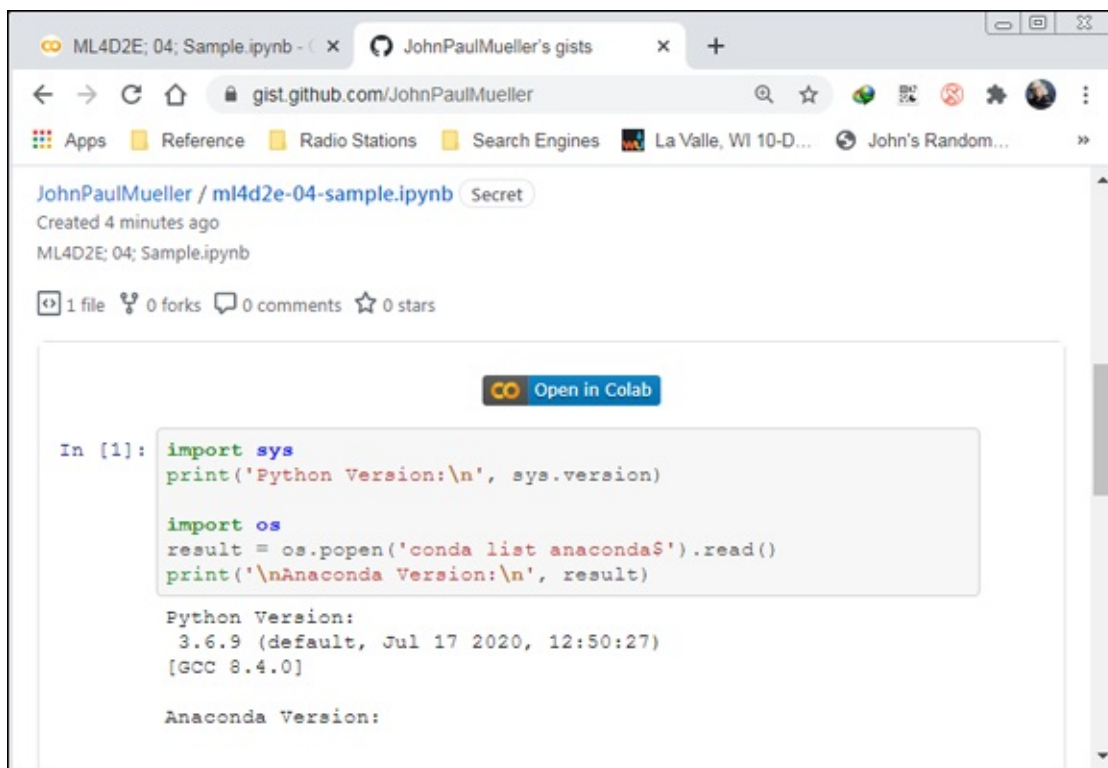 ML4D2E; 04; Sample.ipynb - C
JohnPaulMueller's gists
gist.github.com/JohnPaulMueller
Apps Reference Radio Stations Search Engines La Valle, WI 10-D... John's Random... »
JohnPaulMueller / ml4d2e-04-sample.ipynb Secret
Created 4 minutes ago
ML4D2E; 04; Sample.ipynb
1 file 0 forks 0 comments 0 stars
CO Open in Colab
In [1]: import sys
print('Python Version:\n', sys.version)
import os
result = os.popen('conda list anaconda$').read()
print('\nAnaconda Version:\n', result)
Python Version:
3.6.9 (default, Jul 17 2020, 12:50:27)
[GCC 8.4.0]
Anaconda Version: